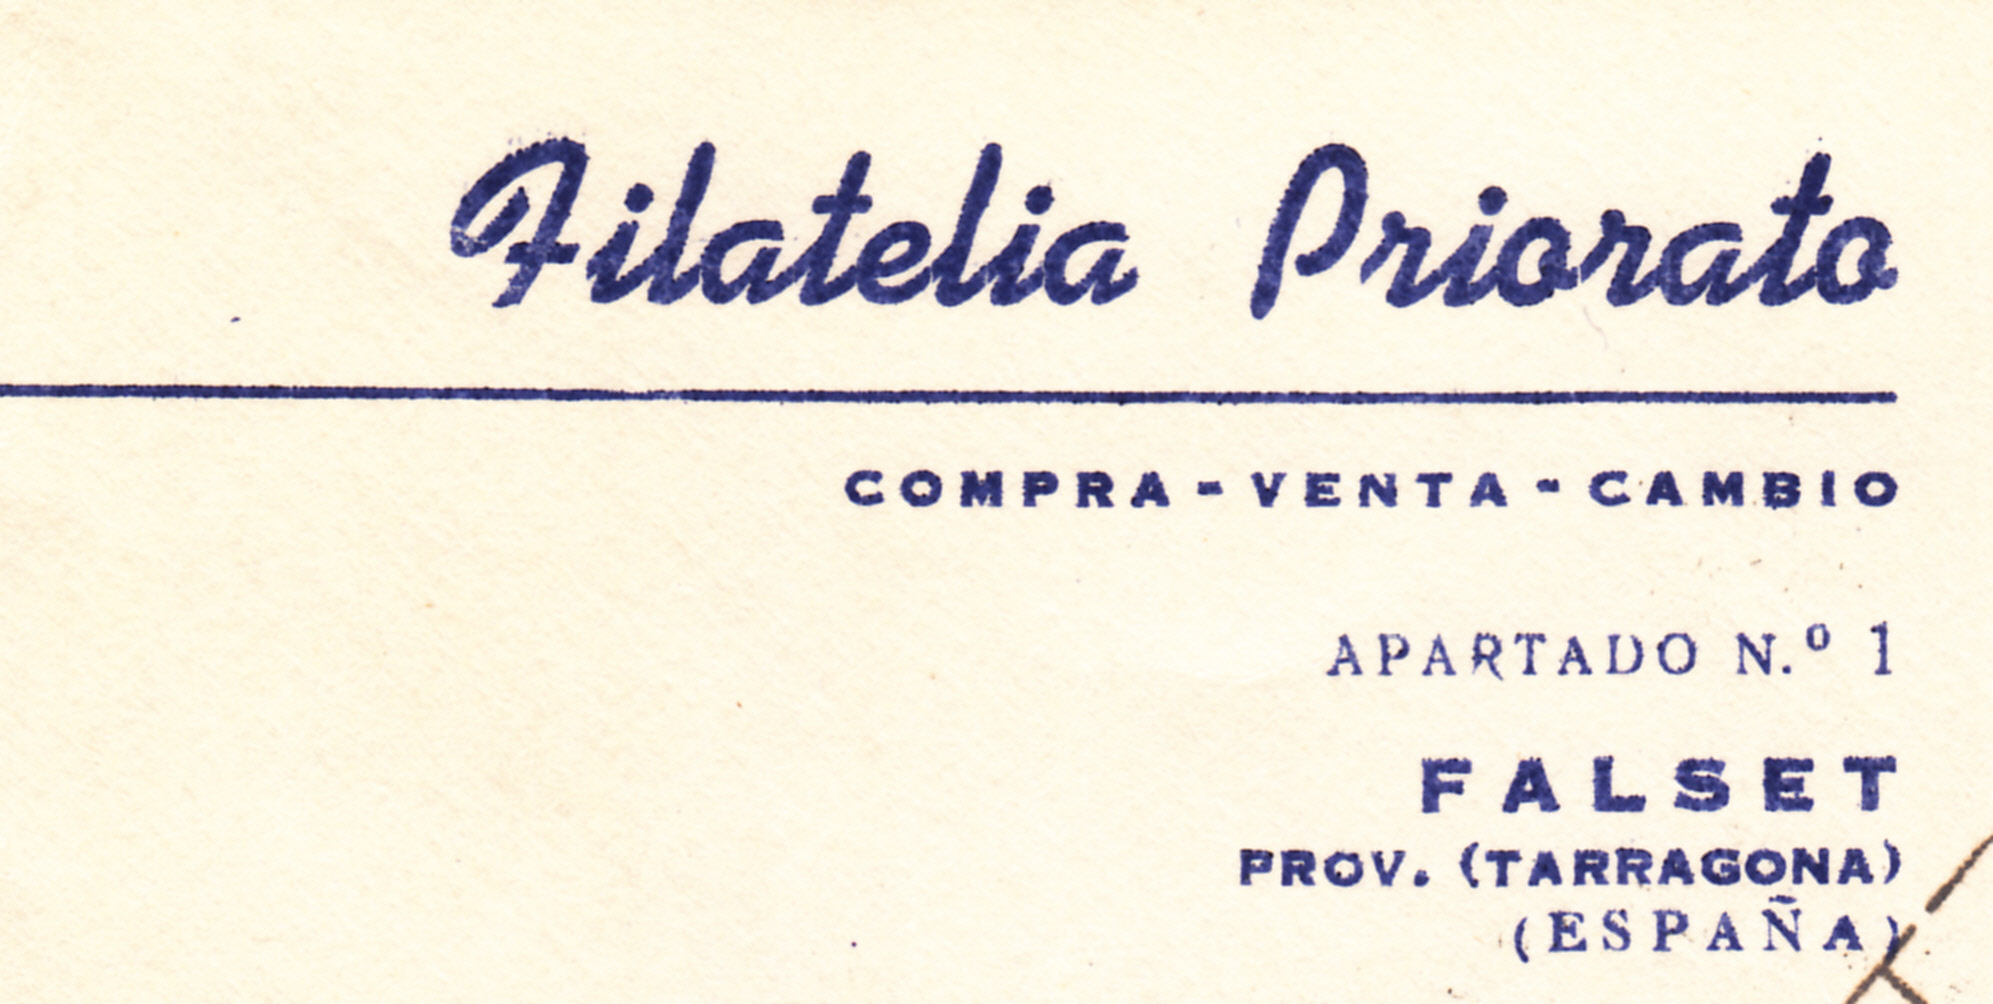 Filatelia Priorato
COMPRA - VENTA - CAMBIO
APARTADO N.º 1
FALSET
PROV. (TARRAGONA)
(ESPAÑA)